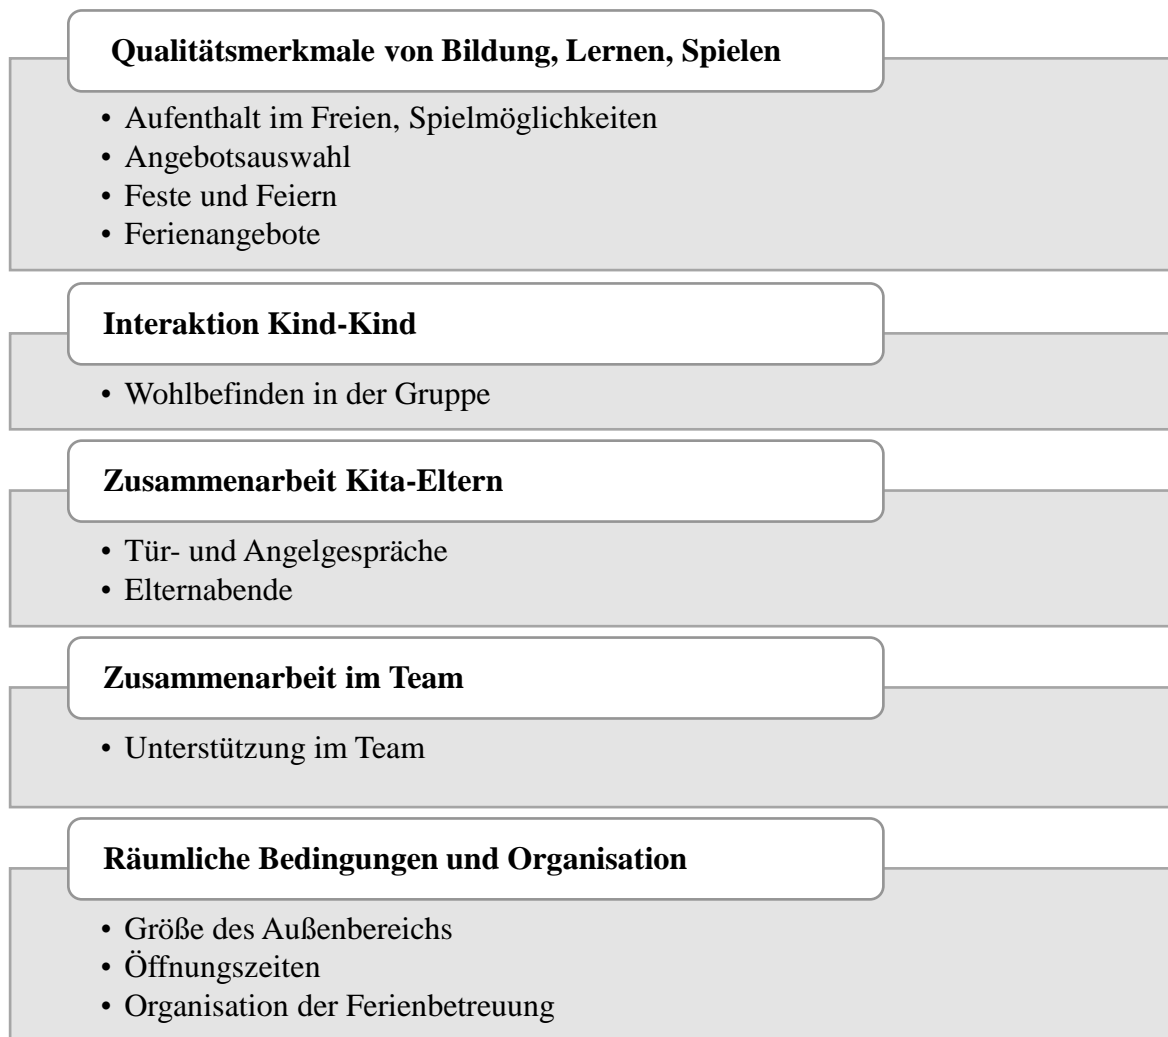 Qualitätsmerkmale von Bildung, Lernen, Spielen
• Aufenthalt im Freien, Spielmöglichkeiten
• Angebotsauswahl
• Feste und Feiern
• Ferienangebote
Interaktion Kind-Kind
• Wohlbefinden in der Gruppe
Zusammenarbeit Kita-Eltern
• Tür- und Angelgespräche
• Elternabende
Zusammenarbeit im Team
• Unterstützung im Team
Räumliche Bedingungen und Organisation
• Größe des Außenbereichs
• Öffnungszeiten
• Organisation der Ferienbetreuung